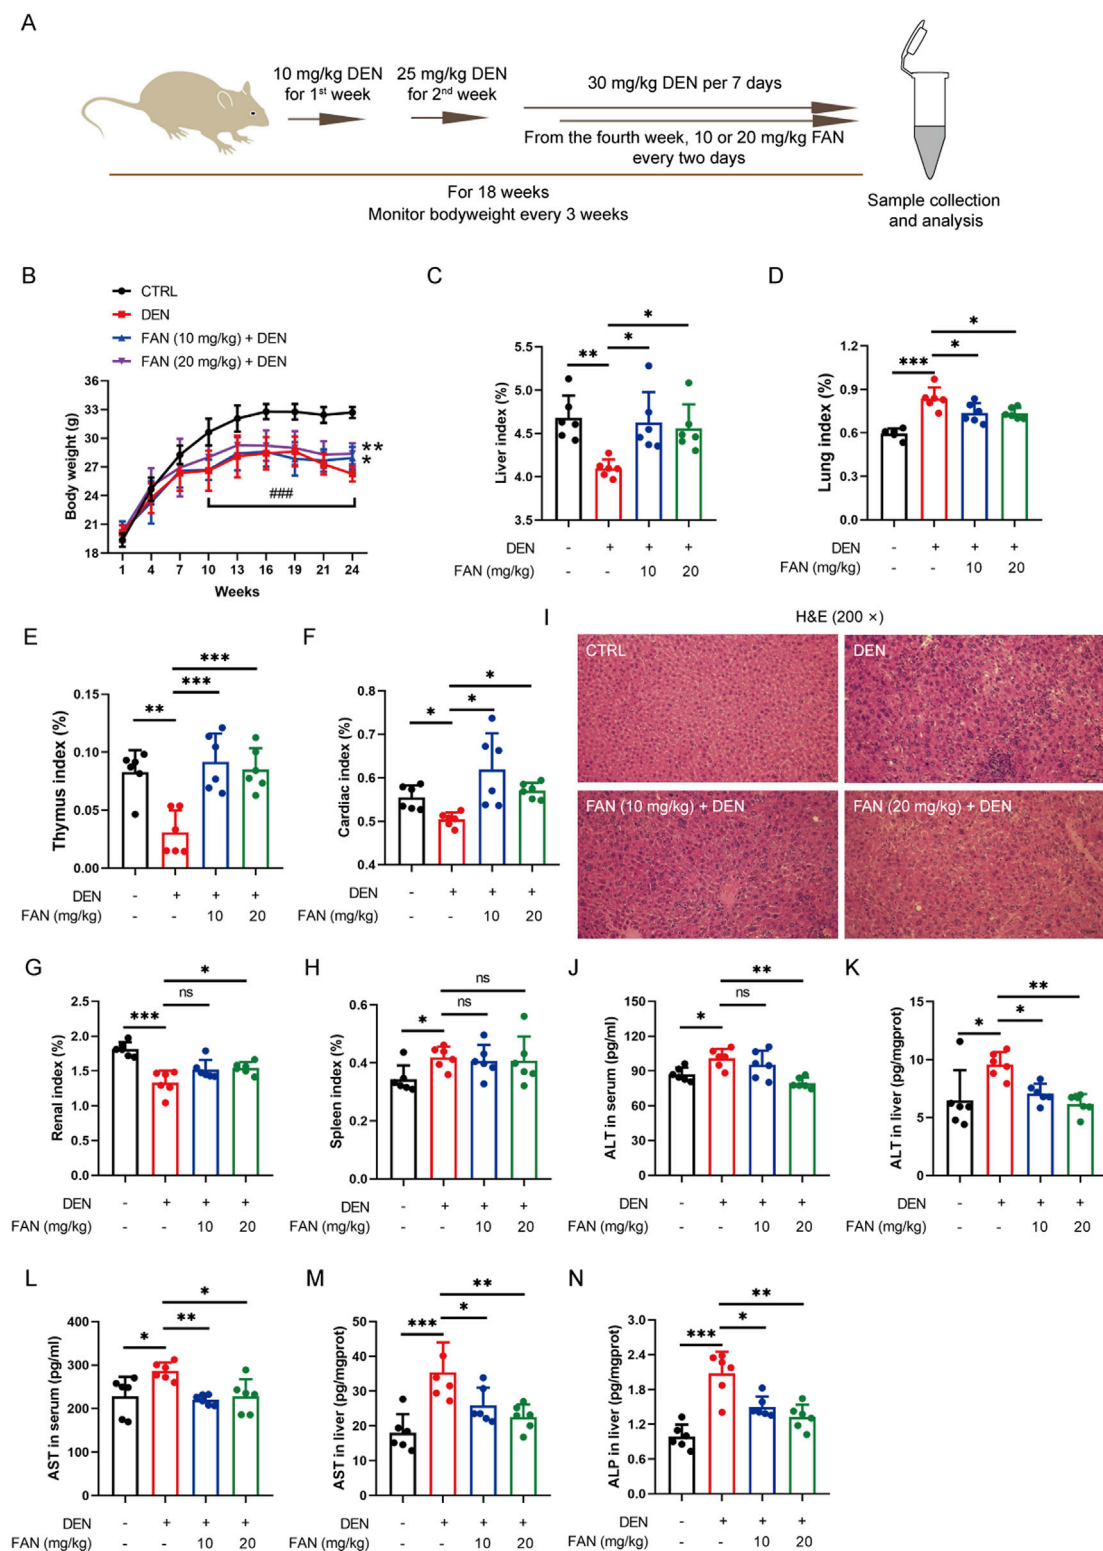 A
10 mg/kg DEN
for 1st week
25 mg/kg DEN
for 2nd week
30 mg/kg DEN per 7 days
From the fourth week, 10 or 20 mg/kg FAN
every two days
For 18 weeks
Monitor bodyweight every 3 weeks
Sample collection
and analysis
B
CTRL
DEN
FAN (10 mg/kg) + DEN
FAN (20 mg/kg) + DEN
Body weight (g)
36
33
30
27
24
21
18
**
*
###
1 4 7 10 13 16 19 21 24
Weeks
C
Liver index (%)
5.5
5.0
4.5
4.0
3.5
*
*
**
DEN - + + +
FAN (mg/kg) - - 10 20
D
Lung index (%)
1.2
0.9
0.6
0.3
0.0
*
*
***
DEN - + + +
FAN (mg/kg) - - 10 20
E
Thymus index (%)
0.15
0.10
0.05
0.00
***
***
**
DEN - + + +
FAN (mg/kg) - - 10 20
F
Cardiac index (%)
0.8
0.7
0.6
0.5
0.4
*
*
*
DEN - + + +
FAN (mg/kg) - - 10 20
I
H&E (200 ×)
CTRL
DEN
FAN (10 mg/kg) + DEN
FAN (20 mg/kg) + DEN
G
Renal index (%)
2.5
2.0
1.5
1.0
0.5
0.0
*
ns
***
DEN - + + +
FAN (mg/kg) - - 10 20
H
Spleen index (%)
0.6
0.4
0.2
0.0
ns
ns
*
DEN - + + +
FAN (mg/kg) - - 10 20
J
ALT in serum (pg/ml)
150
120
90
60
30
0
**
ns
*
DEN - + + +
FAN (mg/kg) - - 10 20
K
ALT in liver (pg/mgprot)
15
10
5
0
**
*
*
DEN - + + +
FAN (mg/kg) - - 10 20
L
AST in serum (pg/ml)
400
300
200
100
0
*
**
*
DEN - + + +
FAN (mg/kg) - - 10 20
M
AST in liver (pg/mgprot)
50
40
30
20
10
0
**
*
***
DEN - + + +
FAN (mg/kg) - - 10 20
N
ALP in liver (pg/mgprot)
3.0
2.4
1.8
1.2
0.6
0.0
**
*
***
DEN - + + +
FAN (mg/kg) - - 10 20